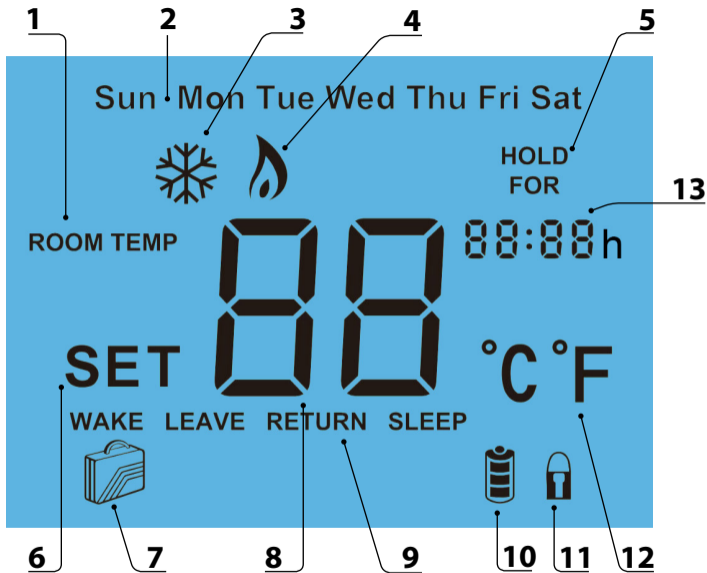 1 2 3 4 5
Sun Mon Tue Wed Thu Fri Sat
HOLD
FOR
13
ROOM TEMP 88 88:88h
SET °C °F
WAKE LEAVE RETURN SLEEP
6 7 8 9 10 11 12